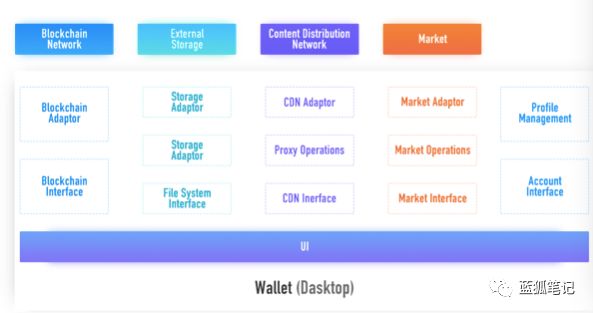 Blockchain
Network
External
Storage
Content Distribution
Network
Market
Blockchain
Adaptor
Storage
Adaptor
CDN Adaptor
Market Adaptor
Profile
Management
Storage
Adaptor
Proxy Operations
Market Operations
Blockchain
Interface
File System
Interface
CDN Inerface
Market Interface
Account
Interface
UI
Wallet (Dasktop)
蓝狐笔记